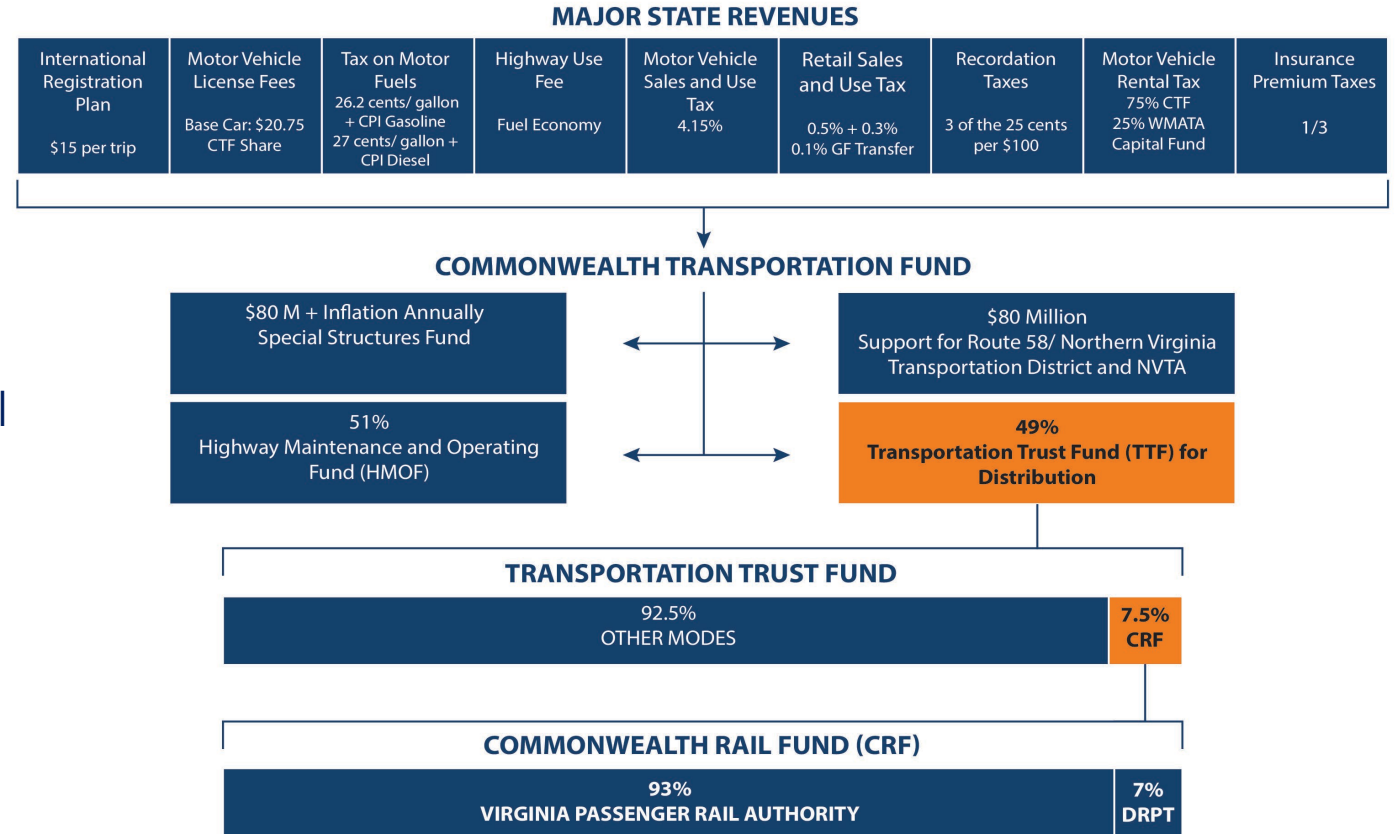 MAJOR STATE REVENUES
International
Registration
Plan
$15 per trip
Motor Vehicle
License Fees
Base Car: $20.75
CTF Share
Tax on Motor
Fuels
26.2 cents/ gallon
+ CPI Gasoline
27 cents/ gallon +
CPI Diesel
Highway Use
Fee
Fuel Economy
Motor Vehicle
Sales and Use
Tax
4.15%
Retail Sales
and Use Tax
0.5% + 0.3%
0.1% GF Transfer
Recordation
Taxes
3 of the 25 cents
per $100
Motor Vehicle
Rental Tax
75% CTF
25% WMATA
Capital Fund
Insurance
Premium Taxes
1/3
COMMONWEALTH TRANSPORTATION FUND
$80 M + Inflation Annually
Special Structures Fund
$80 Million
Support for Route 58/ Northern Virginia
Transportation District and NVTA
51%
Highway Maintenance and Operating
Fund (HMOF)
49%
Transportation Trust Fund (TTF) for
Distribution
TRANSPORTATION TRUST FUND
92.5%
OTHER MODES
7.5%
CRF
COMMONWEALTH RAIL FUND (CRF)
93%
VIRGINIA PASSENGER RAIL AUTHORITY
7%
DRPT